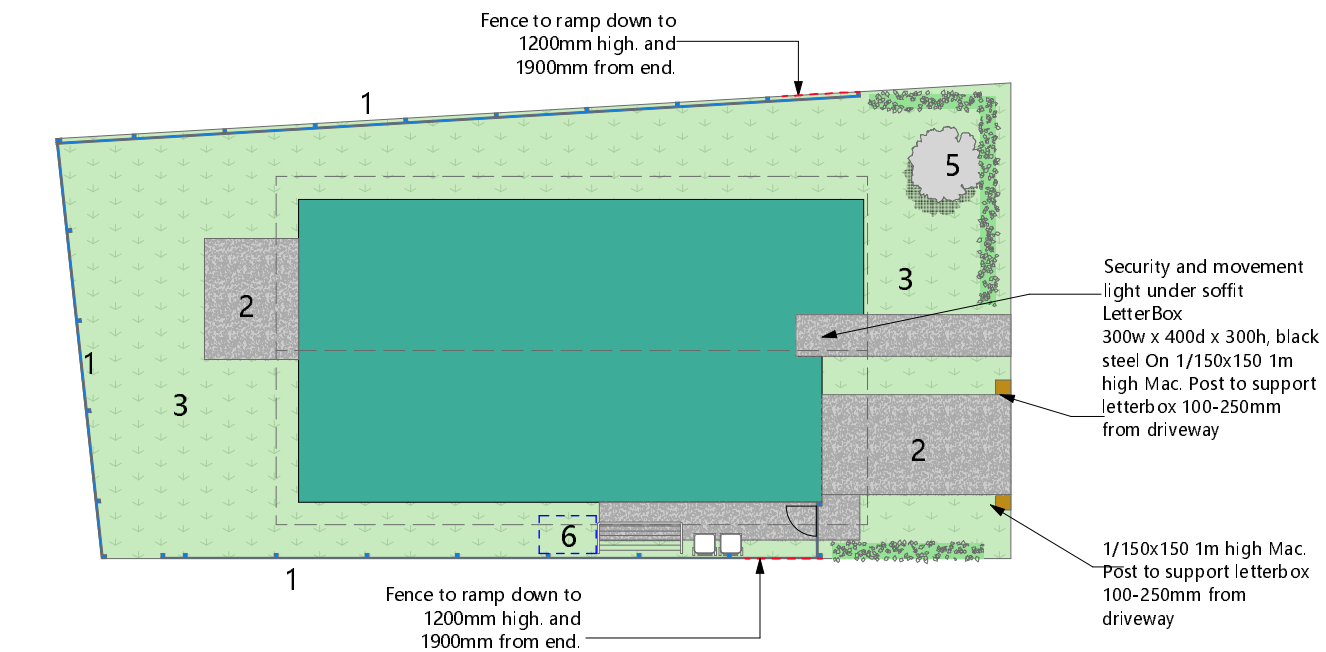 Fence to ramp down to
1200mm high. and
1900mm from end.
1
5
Security and movement
light under soffit
LetterBox
300w x 400d x 300h, black
steel On 1/150x150 1m
high Mac. Post to support
letterbox 100-250mm
from driveway
3
2
1
3
2
6
1/150x150 1m high Mac.
Post to support letterbox
100-250mm from
driveway
1
Fence to ramp down to
1200mm high. and
1900mm from end.